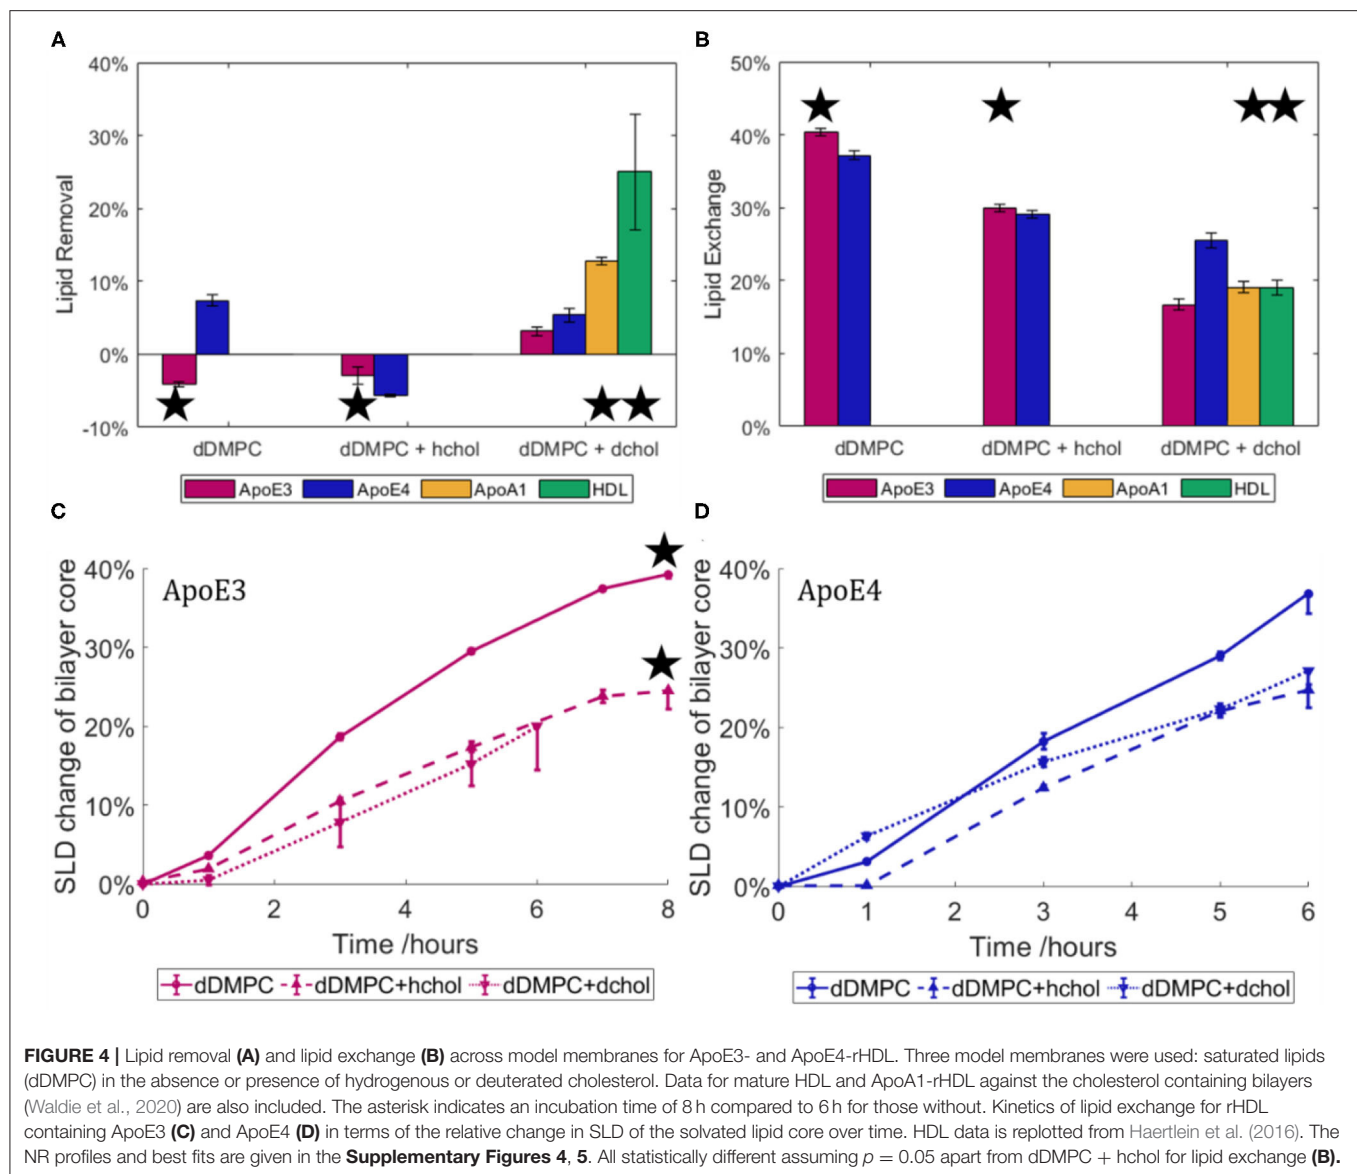 A
40%
30%
20%
10%
0%
-10%
Lipid Removal
dDMPC
dDMPC + hchol
dDMPC + dchol
ApoE3 ApoE4 ApoA1 HDL
B
50%
40%
30%
20%
10%
0%
Lipid Exchange
dDMPC
dDMPC + hchol
dDMPC + dchol
ApoE3 ApoE4 ApoA1 HDL
C
ApoE3
40%
30%
20%
10%
0%
SLD change of bilayer core
0 2 4 6 8
Time /hours
dDMPC dDMPC+hchol dDMPC+dchol
D
ApoE4
40%
30%
20%
10%
0%
SLD change of bilayer core
0 1 2 3 4 5 6
Time /hours
dDMPC dDMPC+hchol dDMPC+dchol
FIGURE 4 | Lipid removal (A) and lipid exchange (B) across model membranes for ApoE3- and ApoE4-rHDL. Three model membranes were used: saturated lipids
(dDMPC) in the absence or presence of hydrogenous or deuterated cholesterol. Data for mature HDL and ApoA1-rHDL against the cholesterol containing bilayers
(Waldie et al., 2020) are also included. The asterisk indicates an incubation time of 8 h compared to 6 h for those without. Kinetics of lipid exchange for rHDL
containing ApoE3 (C) and ApoE4 (D) in terms of the relative change in SLD of the solvated lipid core over time. HDL data is replotted from Haertlein et al. (2016). The
NR profiles and best fits are given in the Supplementary Figures 4, 5. All statistically different assuming p = 0.05 apart from dDMPC + hchol for lipid exchange (B).